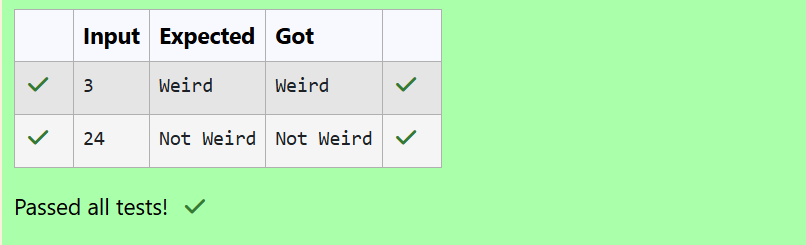 Input Expected Got
3 Weird Weird
24 Not Weird Not Weird
Passed all tests!